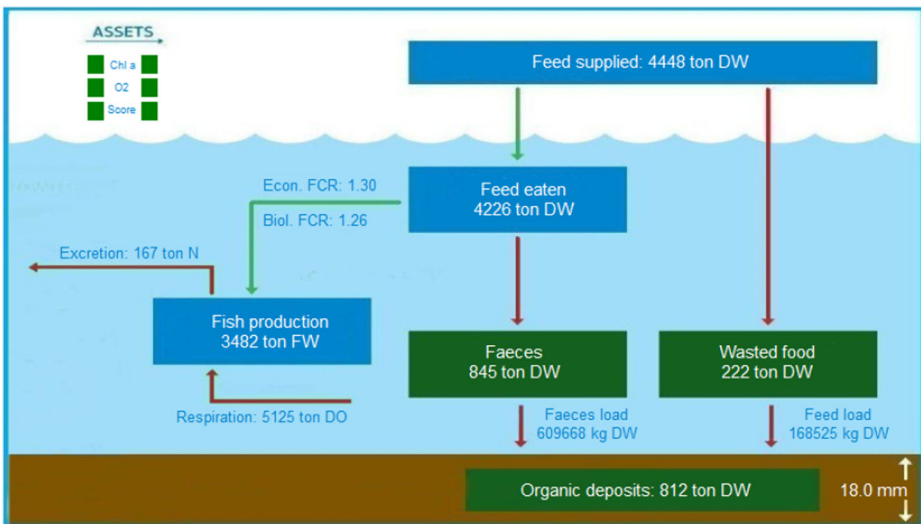 ASSETS
Chl a
O2
Score
Feed supplied: 4448 ton DW
Econ. FCR: 1.30
Biol. FCR: 1.26
Feed eaten
4226 ton DW
Excretion: 167 ton N
Fish production
3482 ton FW
Faeces
845 ton DW
Wasted food
222 ton DW
Respiration: 5125 ton DO
Faeces load
609668 kg DW
Feed load
168525 kg DW
Organic deposits: 812 ton DW
18.0 mm